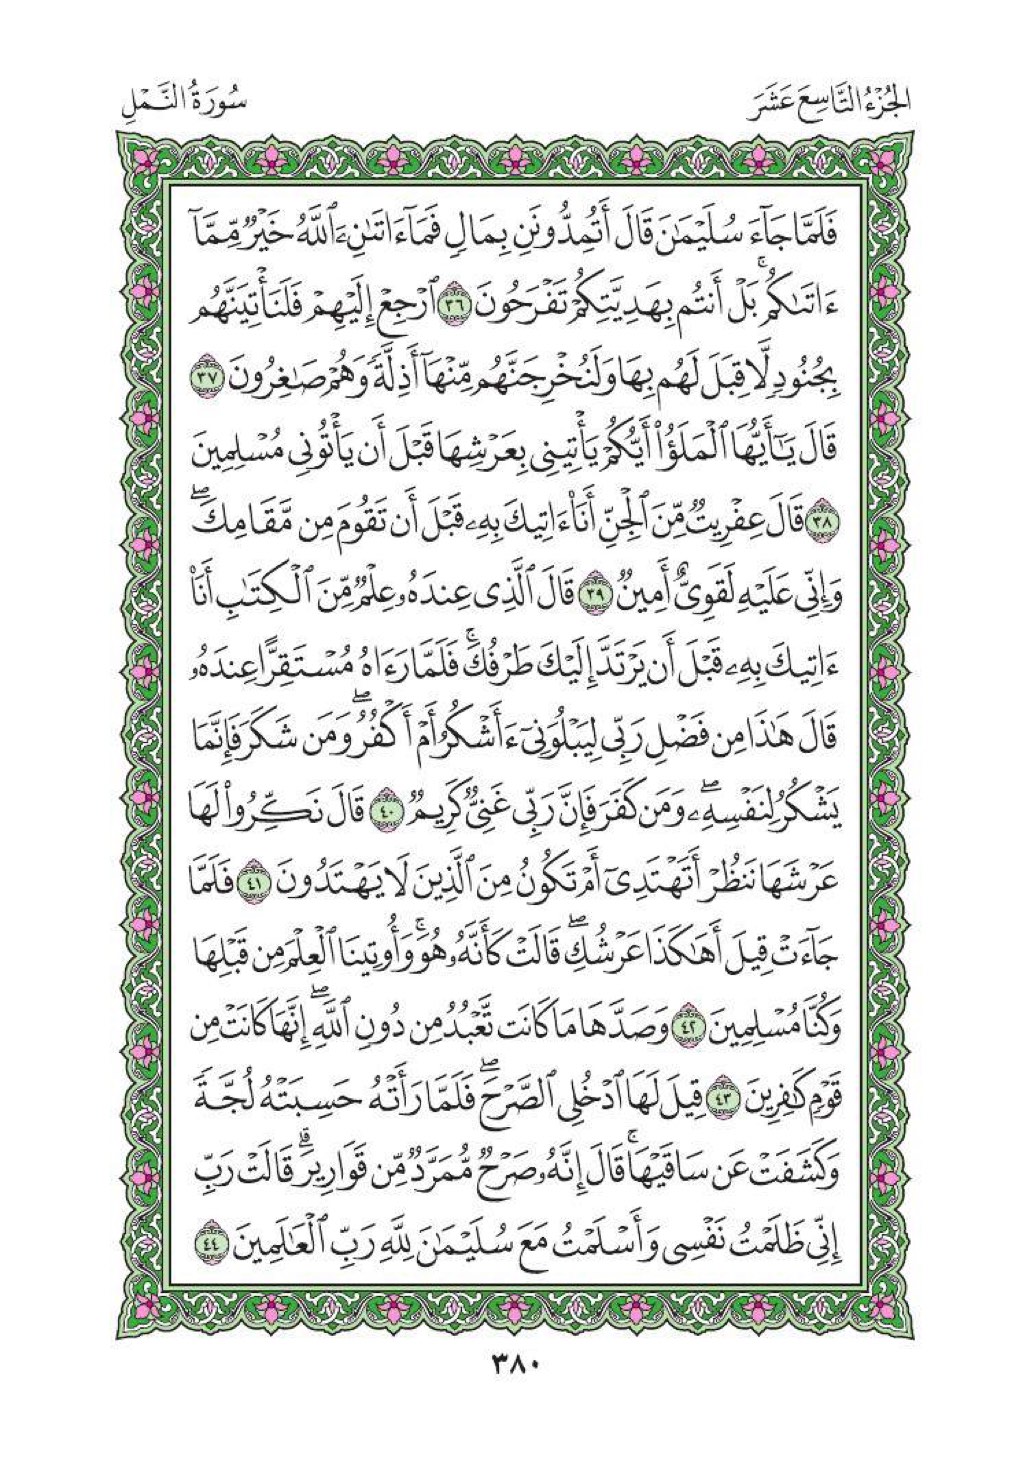 الجُزْءُ التَّاسِعَ عَشَرَ
سُورَةُ النَّمْلِ
فَلَمَّا جَآءَ سُلَيْمَٰنَ قَالَ أَتُمِدُّونَنِ بِمَالٍ فَمَآ ءَاتَىٰنِۦَ ٱللَّهُ خَيْرٌ مِّمَّآ
ءَاتَىٰكُمۚ بَلْ أَنتُم بِهَدِيَّتِكُمْ تَفْرَحُونَ ٣٦ ٱرْجِعْ إِلَيْهِمْ فَلَنَأْتِيَنَّهُم
بِجُنُودٍ لَّا قِبَلَ لَهُم بِهَا وَلَنُخْرِجَنَّهُم مِّنْهَآ أَذِلَّةً وَهُمْ صَٰغِرُونَ ٣٧
قَالَ يَٰٓأَيُّهَا ٱلْمَلَؤُا۟ أَيُّكُمْ يَأْتِينِى بِعَرْشِهَا قَبْلَ أَن يَأْتُونِى مُسْلِمِينَ
٣٨ قَالَ عِفْرِيتٌ مِّنَ ٱلْجِنِّ أَنَا۠ ءَاتِيكَ بِهِۦ قَبْلَ أَن تَقُومَ مِن مَّقَامِكَۖ
وَإِنِّى عَلَيْهِ لَقَوِىٌّ أَمِينٌ ٣٩ قَالَ ٱلَّذِى عِندَهُۥ عِلْمٌ مِّنَ ٱلْكِتَٰبِ أَنَا۠
ءَاتِيكَ بِهِۦ قَبْلَ أَن يَرْتَدَّ إِلَيْكَ طَرْفُكَۚ فَلَمَّا رَءَاهُ مُسْتَقِرًّا عِندَهُۥ
قَالَ هَٰذَا مِن فَضْلِ رَبِّى لِيَبْلُوَنِىٓ ءَأَشْكُرُ أَمْ أَكْفُرُۖ وَمَن شَكَرَ فَإِنَّمَا
يَشْكُرُ لِنَفْسِهِۦۖ وَمَن كَفَرَ فَإِنَّ رَبِّى غَنِىٌّ كَرِيمٌ ٤٠ قَالَ نَكِّرُوا۟ لَهَا
عَرْشَهَا نَنظُرْ أَتَهْتَدِىٓ أَمْ تَكُونُ مِنَ ٱلَّذِينَ لَا يَهْتَدُونَ ٤١ فَلَمَّا
جَآءَتْ قِيلَ أَهَٰكَذَا عَرْشُكِۖ قَالَتْ كَأَنَّهُۥ هُوَۚ وَأُوتِينَا ٱلْعِلْمَ مِن قَبْلِهَا
وَكُنَّا مُسْلِمِينَ ٤٢ وَصَدَّهَا مَا كَانَت تَّعْبُدُ مِن دُونِ ٱللَّهِۖ إِنَّهَا كَانَتْ مِن
قَوْمٍ كَٰفِرِينَ ٤٣ قِيلَ لَهَا ٱدْخُلِى ٱلصَّرْحَۖ فَلَمَّا رَأَتْهُ حَسِبَتْهُ لُجَّةً
وَكَشَفَتْ عَن سَاقَيْهَاۚ قَالَ إِنَّهُۥ صَرْحٌ مُّمَرَّدٌ مِّن قَوَارِيرَۗ قَالَتْ رَبِّ
إِنِّى ظَلَمْتُ نَفْسِى وَأَسْلَمْتُ مَعَ سُلَيْمَٰنَ لِلَّهِ رَبِّ ٱلْعَٰلَمِينَ ٤٤
٣٨٠